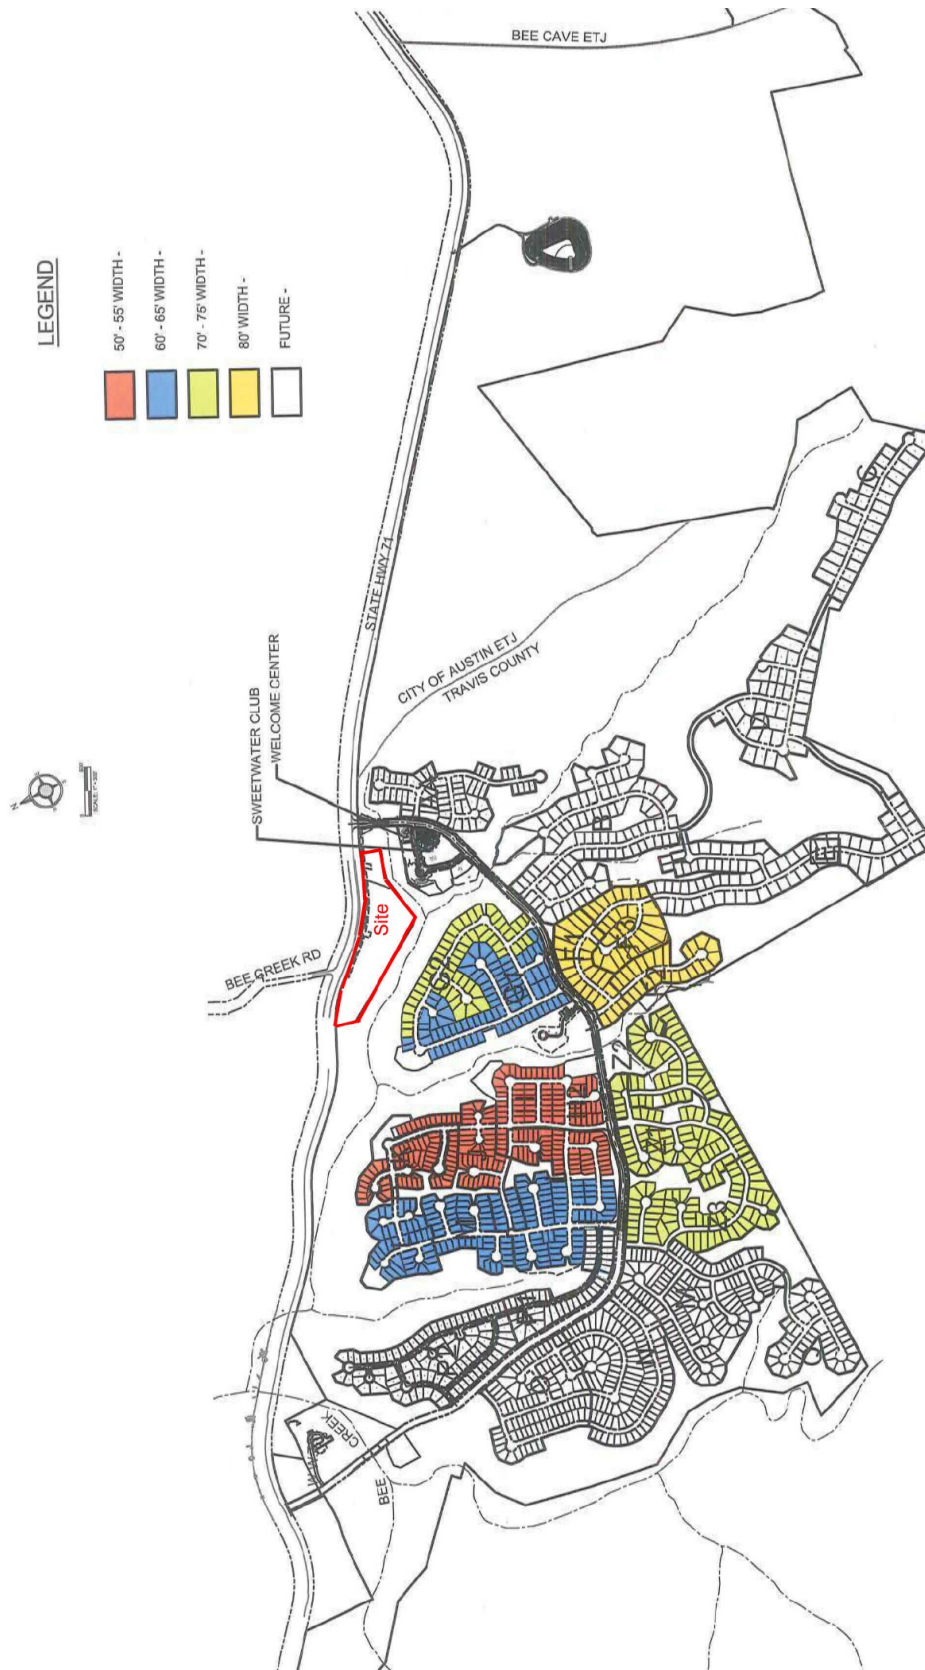 BEE CAVE ETJ
LEGEND
50' - 55' WIDTH -
60' - 65' WIDTH -
70' - 75' WIDTH -
80' WIDTH -
FUTURE -
STATE HWY 71
N
SWEETWATER CLUB
WELCOME CENTER
CITY OF AUSTIN ETJ
TRAVIS COUNTY
BEE CREEK RD
Site
BEE
CREEK